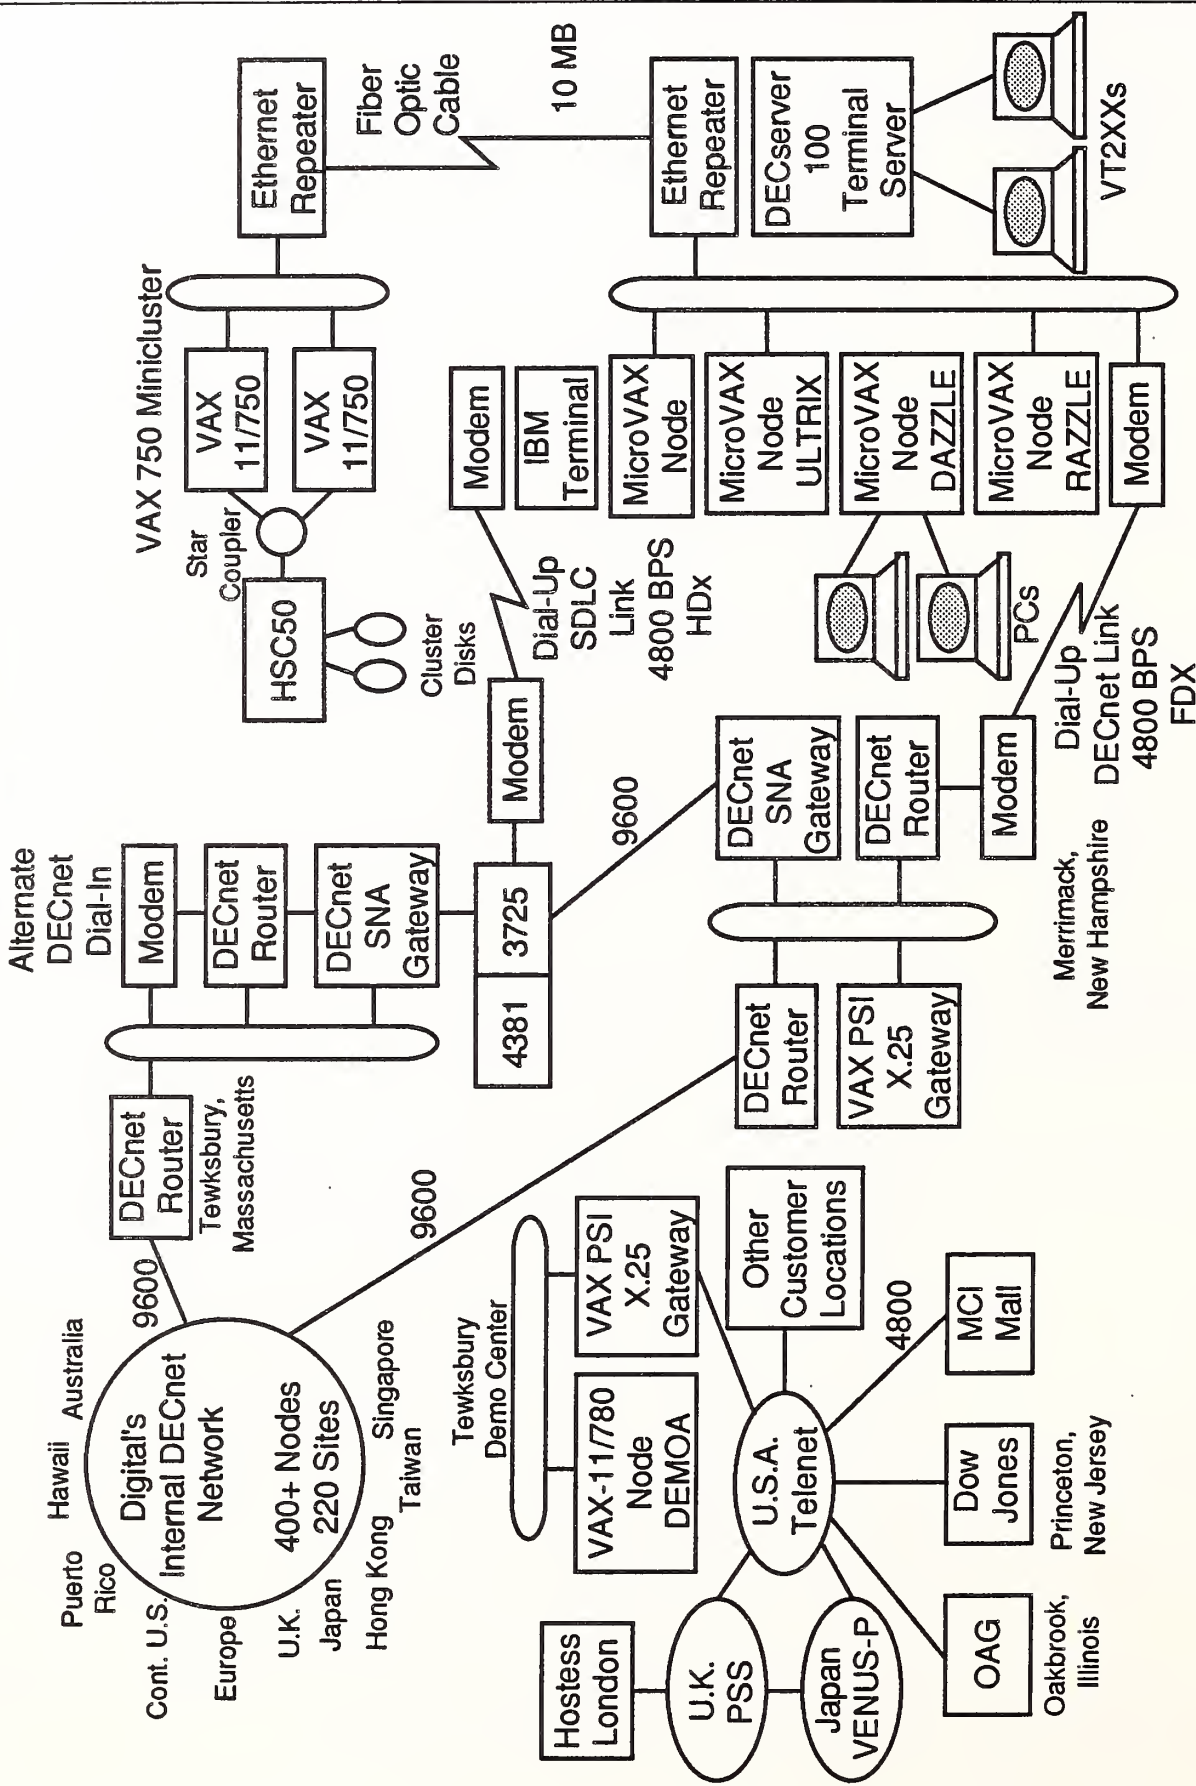 Puerto
Rico
Hawaii
Australia
Cont. U.S.
Europe
U.K.
Japan
Hong Kong
Taiwan
Singapore
Digital's
Internal DECnet
Network
400+ Nodes
220 Sites
9600
DECnet
Router
Tewksbury,
Massachusetts
Alternate
DECnet
Dial-In
Modem
DECnet
Router
DECnet
SNA
Gateway
4381
3725
Modem
Dial-Up
SDLC
Link
4800 BPS
HDx
Modem
IBM
Terminal
VAX 750 Minicluster
Star
Coupler
HSC50
Cluster
Disks
VAX
11/750
VAX
11/750
Ethernet
Repeater
Fiber
Optic
Cable
10 MB
Ethernet
Repeater
DECserver
100
Terminal
Server
VT2XXs
MicroVAX
Node
MicroVAX
Node
ULTRIX
MicroVAX
Node
DAZZLE
MicroVAX
Node
RAZZLE
Modem
PCs
Dial-Up
DECnet Link
4800 BPS
FDX
9600
DECnet
SNA
Gateway
DECnet
Router
Modem
Merrimack,
New Hampshire
9600
DECnet
Router
VAX PSI
X.25
Gateway
Tewksbury
Demo Center
VAX-11/780
Node
DEMOA
VAX PSI
X.25
Gateway
Other
Customer
Locations
U.S.A.
Telenet
4800
MCI
Mall
Dow
Jones
Princeton,
New Jersey
OAG
Oakbrook,
Illinois
Hostess
London
U.K.
PSS
Japan
VENUS-P